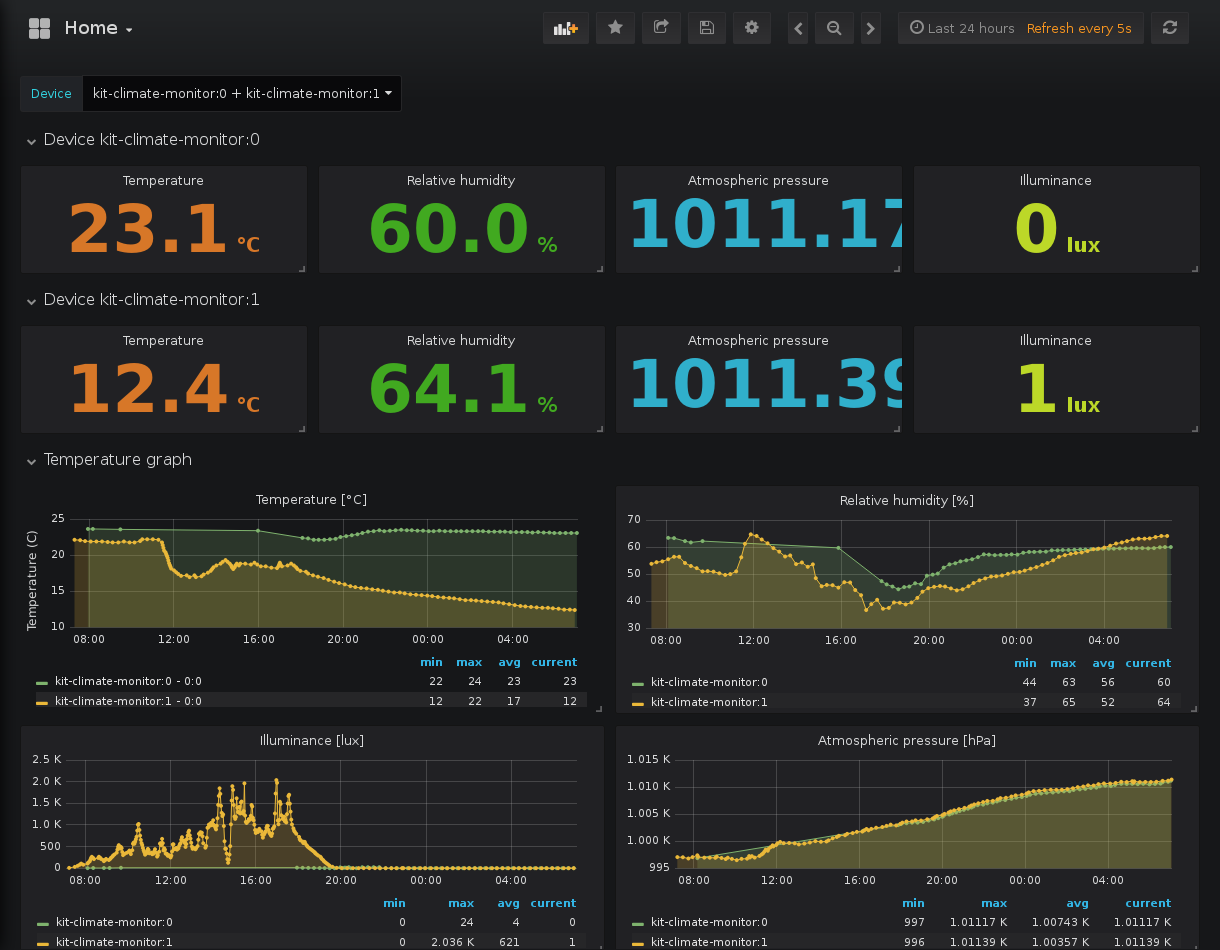 Home
Last 24 hours Refresh every 5s
Device kit-climate-monitor:0 + kit-climate-monitor:1
Device kit-climate-monitor:0
Temperature Relative humidity Atmospheric pressure Illuminance
23.1 °C 60.0 % 1011.17 0 lux
Device kit-climate-monitor:1
Temperature Relative humidity Atmospheric pressure Illuminance
12.4 °C 64.1 % 1011.39 1 lux
Temperature graph
Temperature [°C]
Temperature (C)
25
20
15
10
08:00 12:00 16:00 20:00 00:00 04:00
min max avg current
kit-climate-monitor:0 - 0:0 22 24 23 23
kit-climate-monitor:1 - 0:0 12 22 17 12
Relative humidity [%]
70
60
50
40
30
08:00 12:00 16:00 20:00 00:00 04:00
min max avg current
kit-climate-monitor:0 44 63 56 60
kit-climate-monitor:1 37 65 52 64
Illuminance [lux]
2.5 K
2.0 K
1.5 K
1.0 K
500
0
08:00 12:00 16:00 20:00 00:00 04:00
min max avg current
kit-climate-monitor:0 0 24 4 0
kit-climate-monitor:1 0 2.036 K 621 1
Atmospheric pressure [hPa]
1.015 K
1.010 K
1.005 K
1.000 K
995
08:00 12:00 16:00 20:00 00:00 04:00
min max avg current
kit-climate-monitor:0 997 1.01117 K 1.00743 K 1.01117 K
kit-climate-monitor:1 996 1.01139 K 1.00357 K 1.01139 K